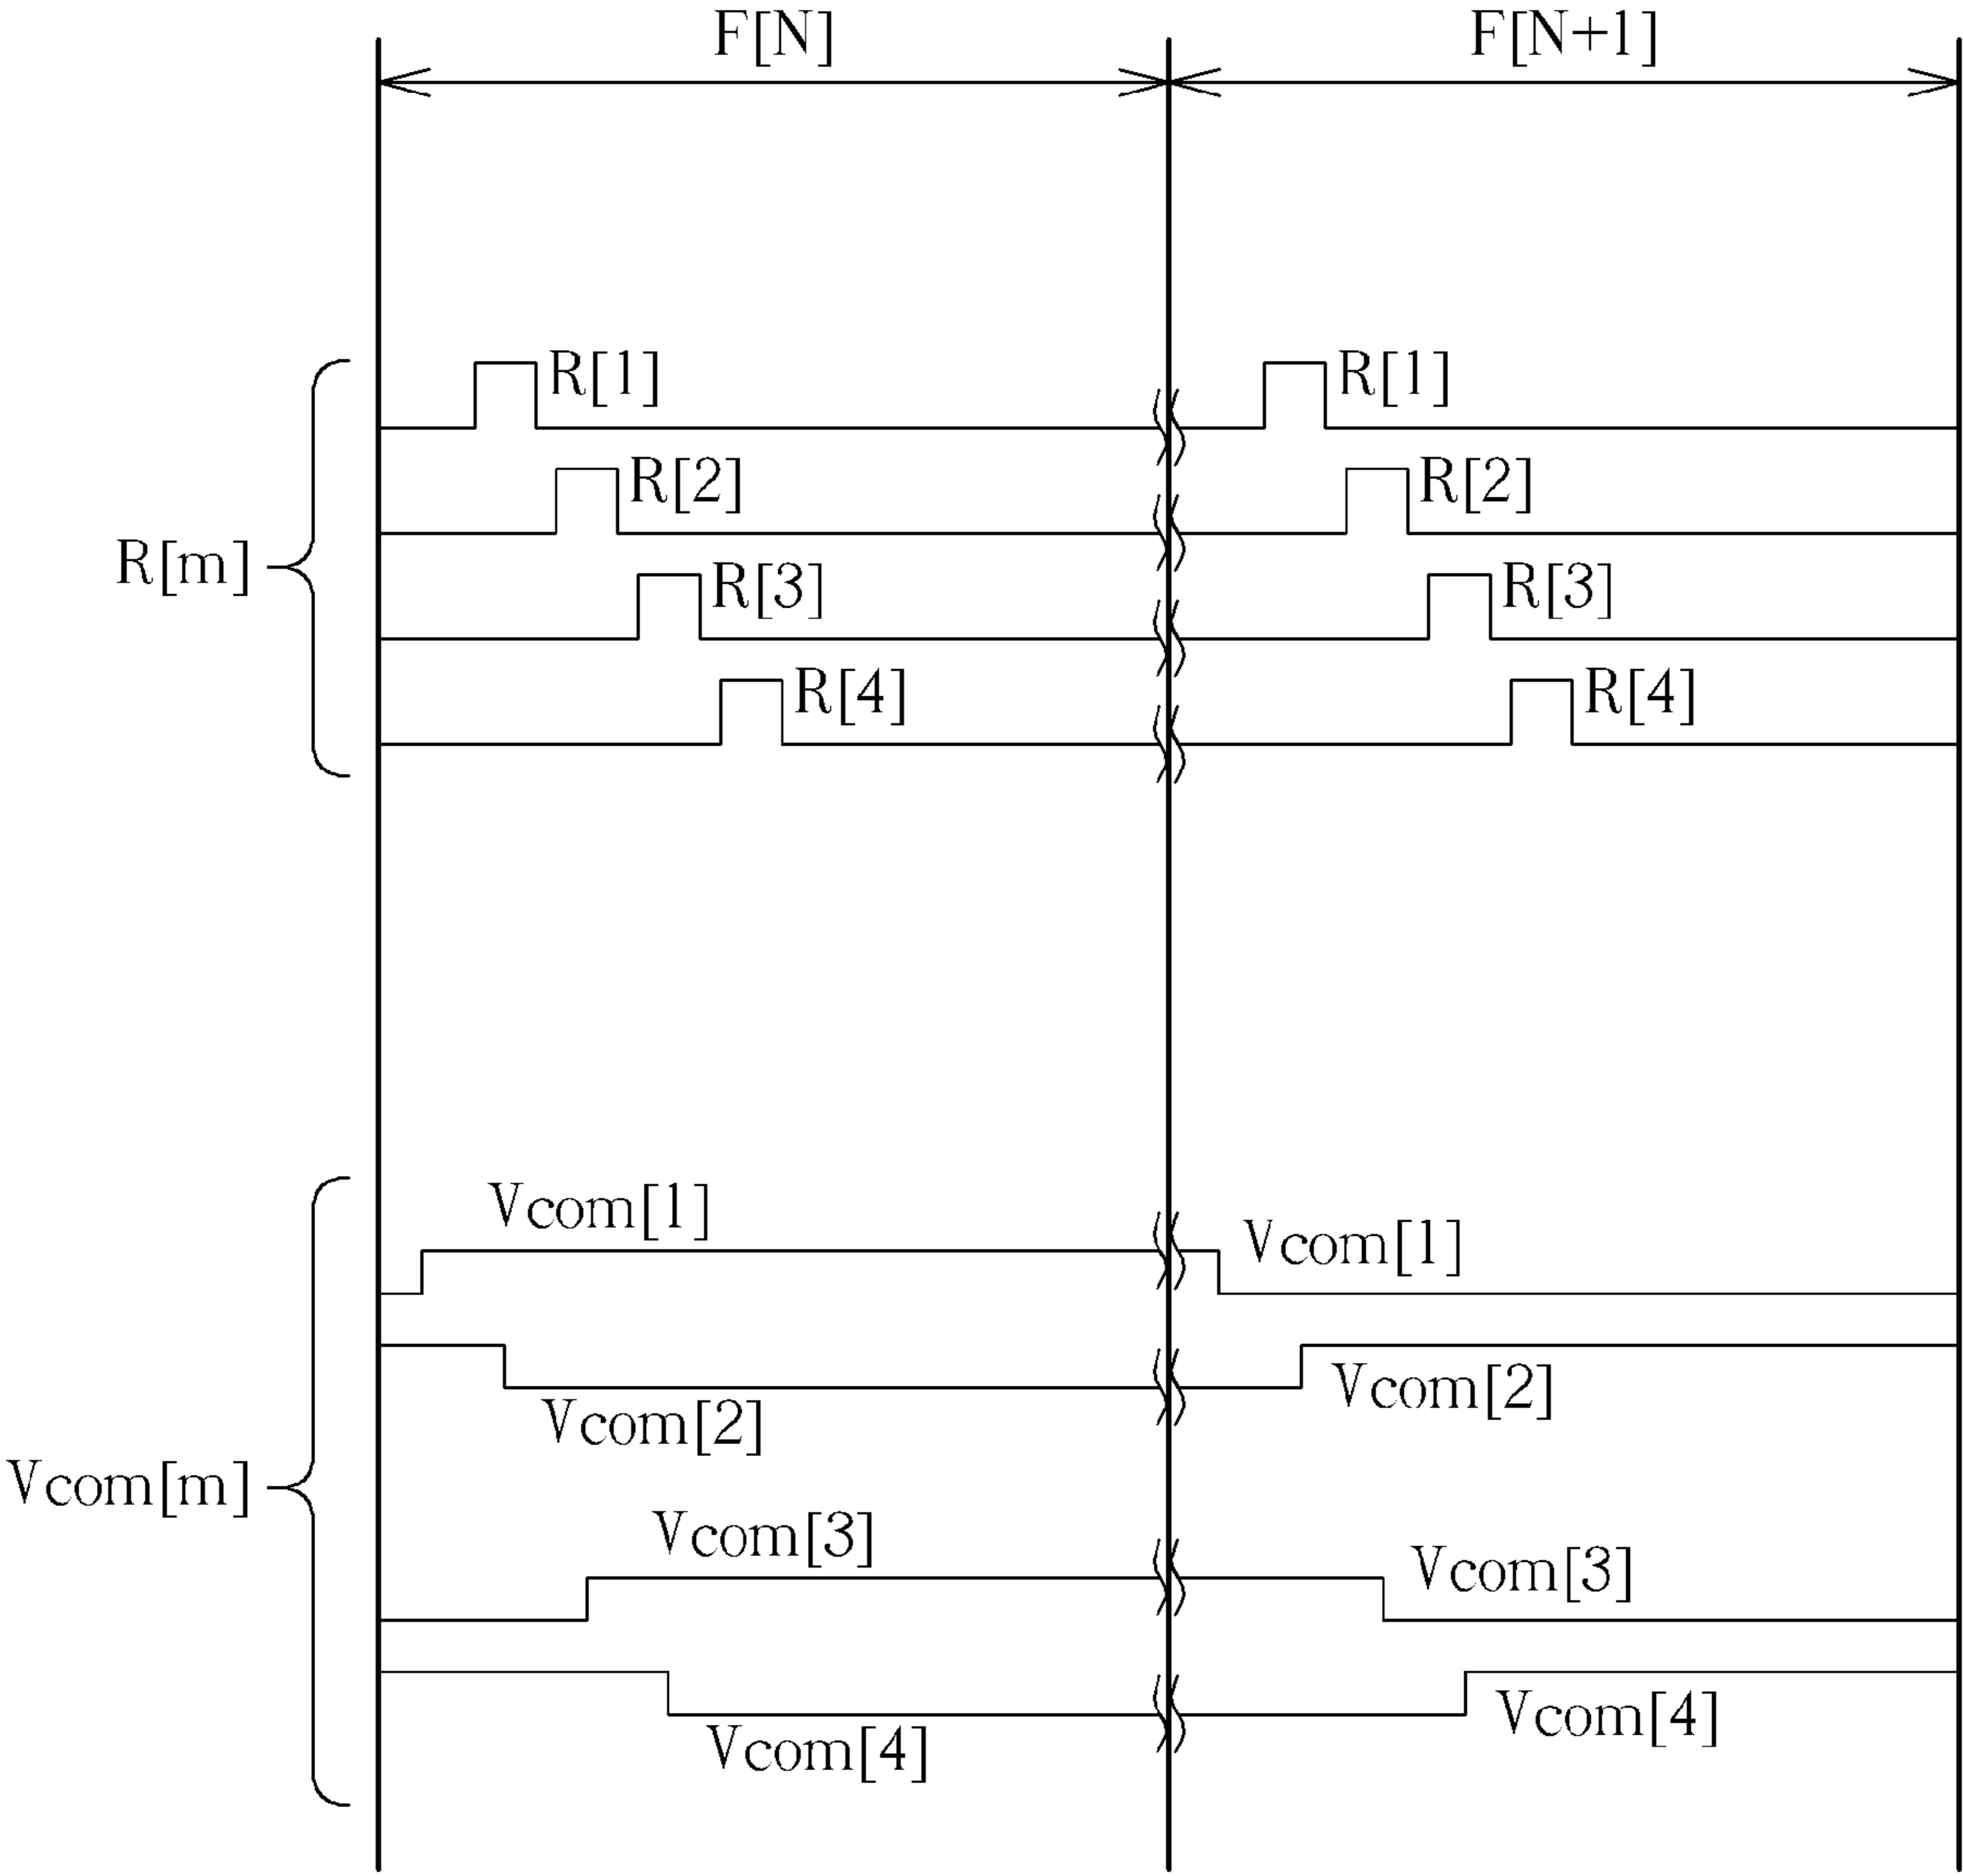 F[N] F[N+1]
R[1] R[1]
R[2] R[2]
R[m]
R[3] R[3]
R[4] R[4]
Vcom[1] Vcom[1]
Vcom[2] Vcom[2]
Vcom[m]
Vcom[3] Vcom[3]
Vcom[4] Vcom[4]